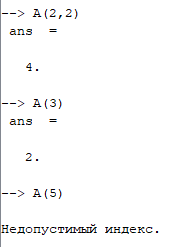 --> A(2,2)
ans  =
4.
--> A(3)
ans  =
2.
--> A(5)
Недопустимый индекс.